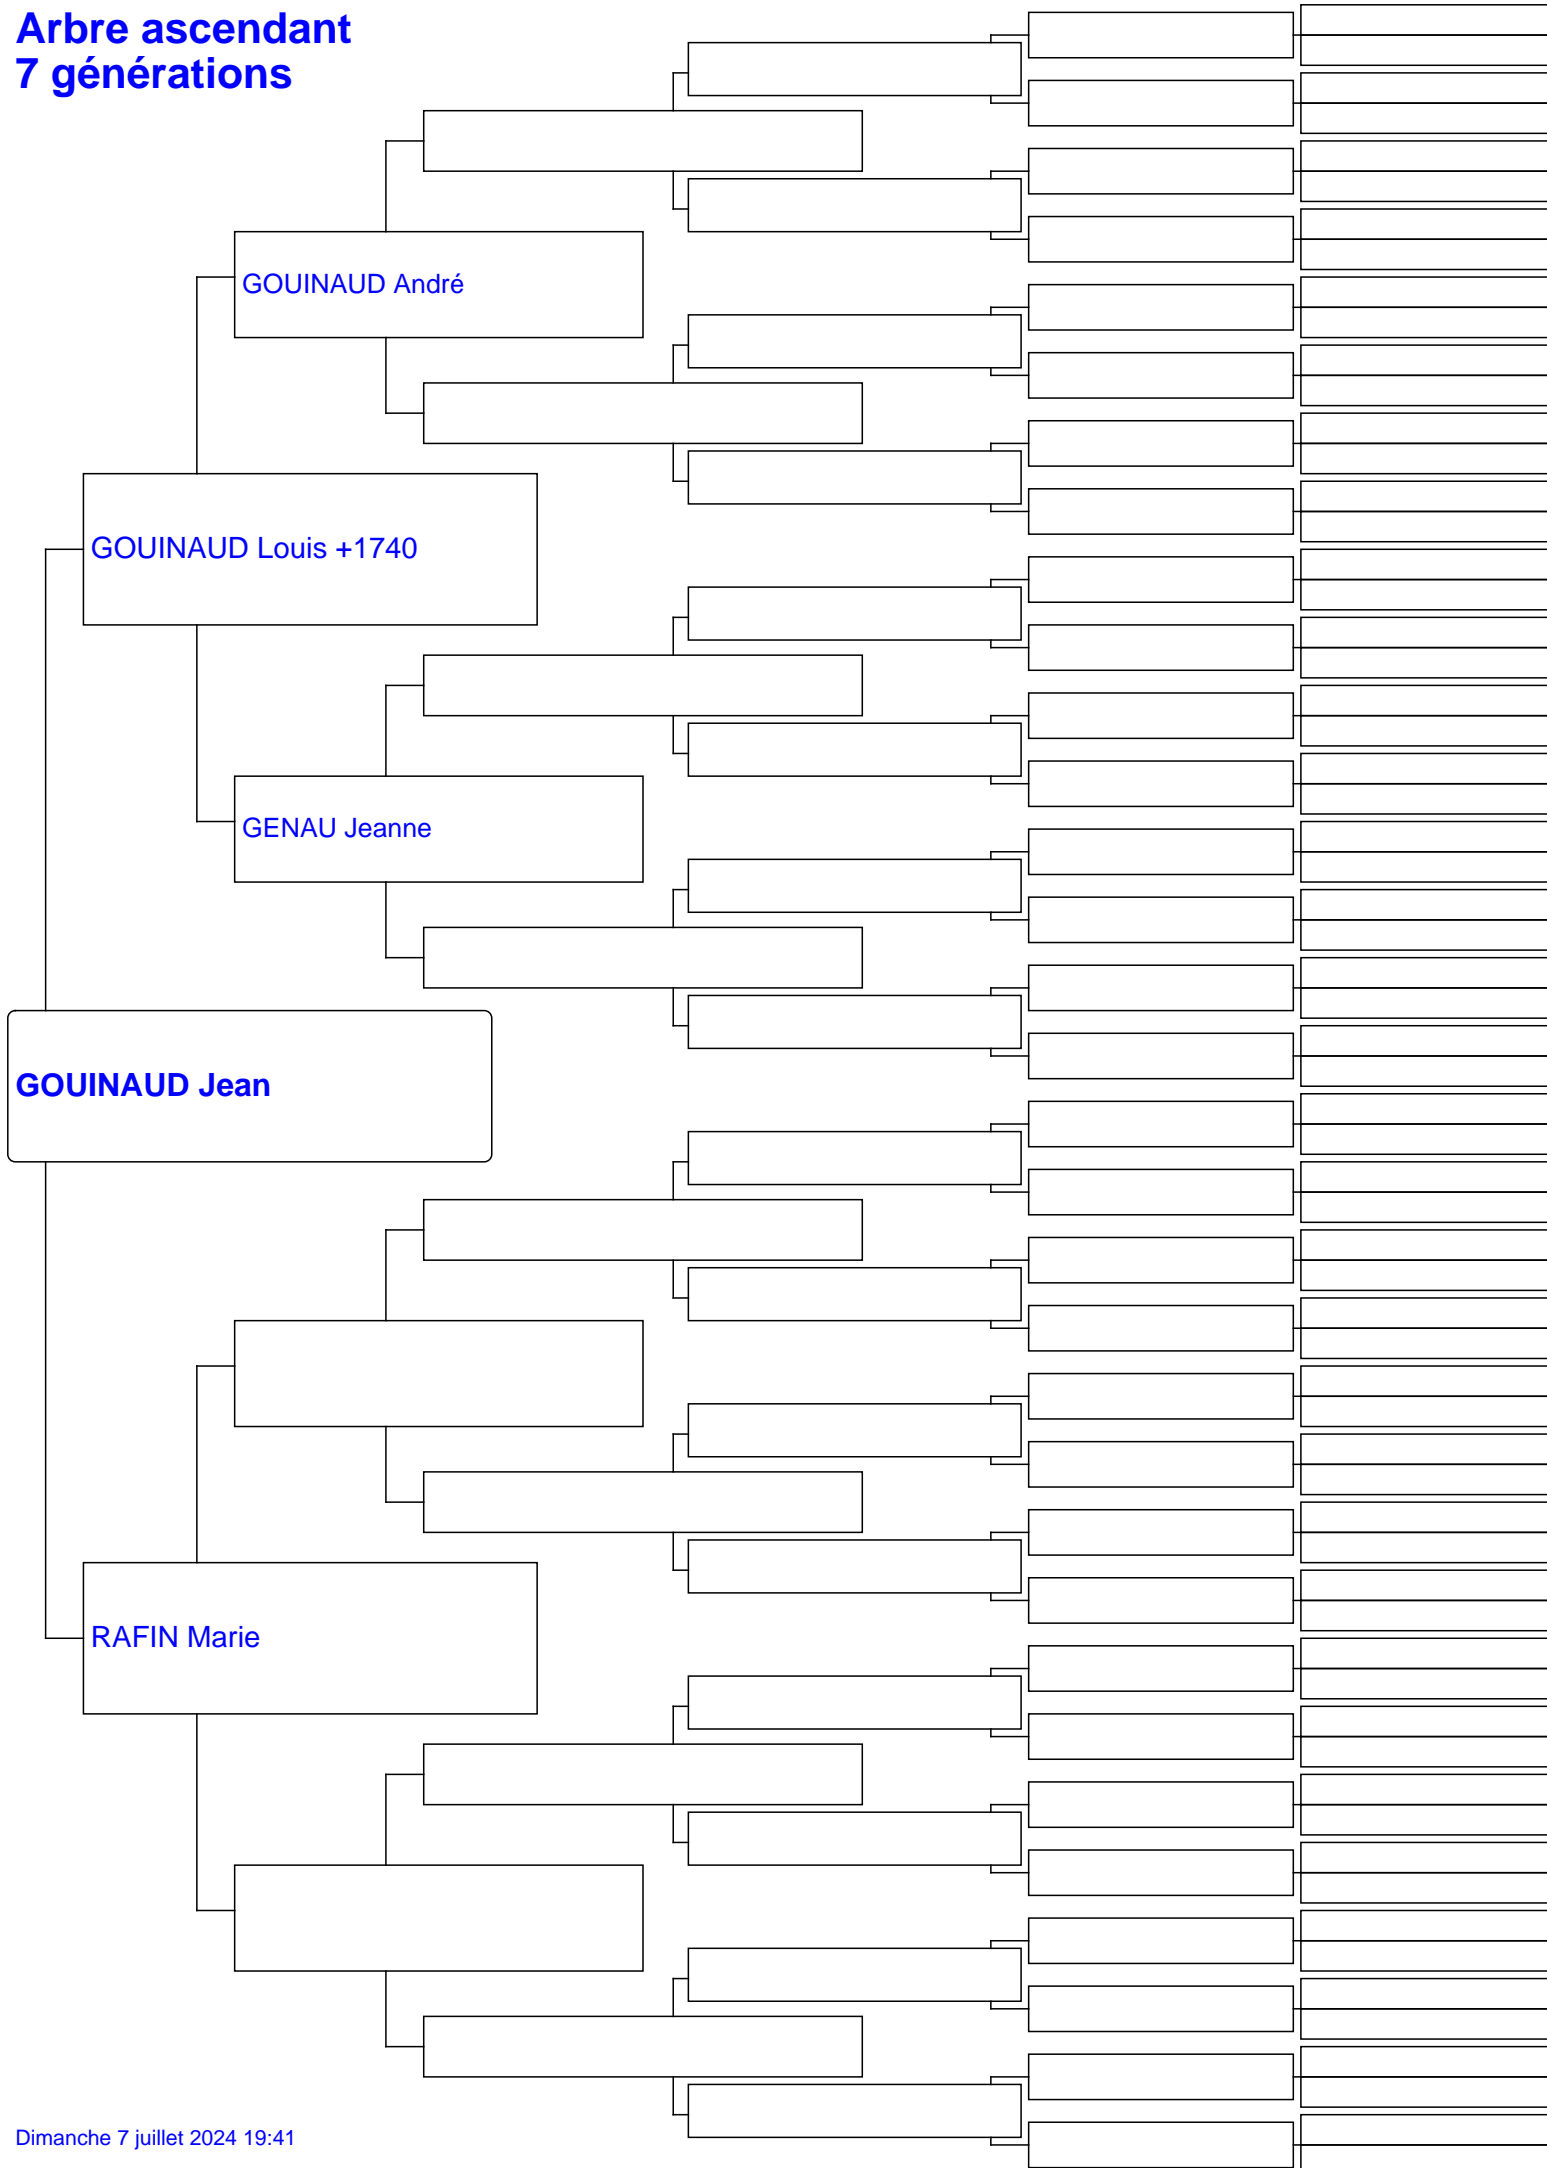 Arbre ascendant
7 générations
GOUINAUD André
GOUINAUD Louis +1740
GENAU Jeanne
GOUINAUD Jean
RAFIN Marie
Dimanche 7 juillet 2024 19:41